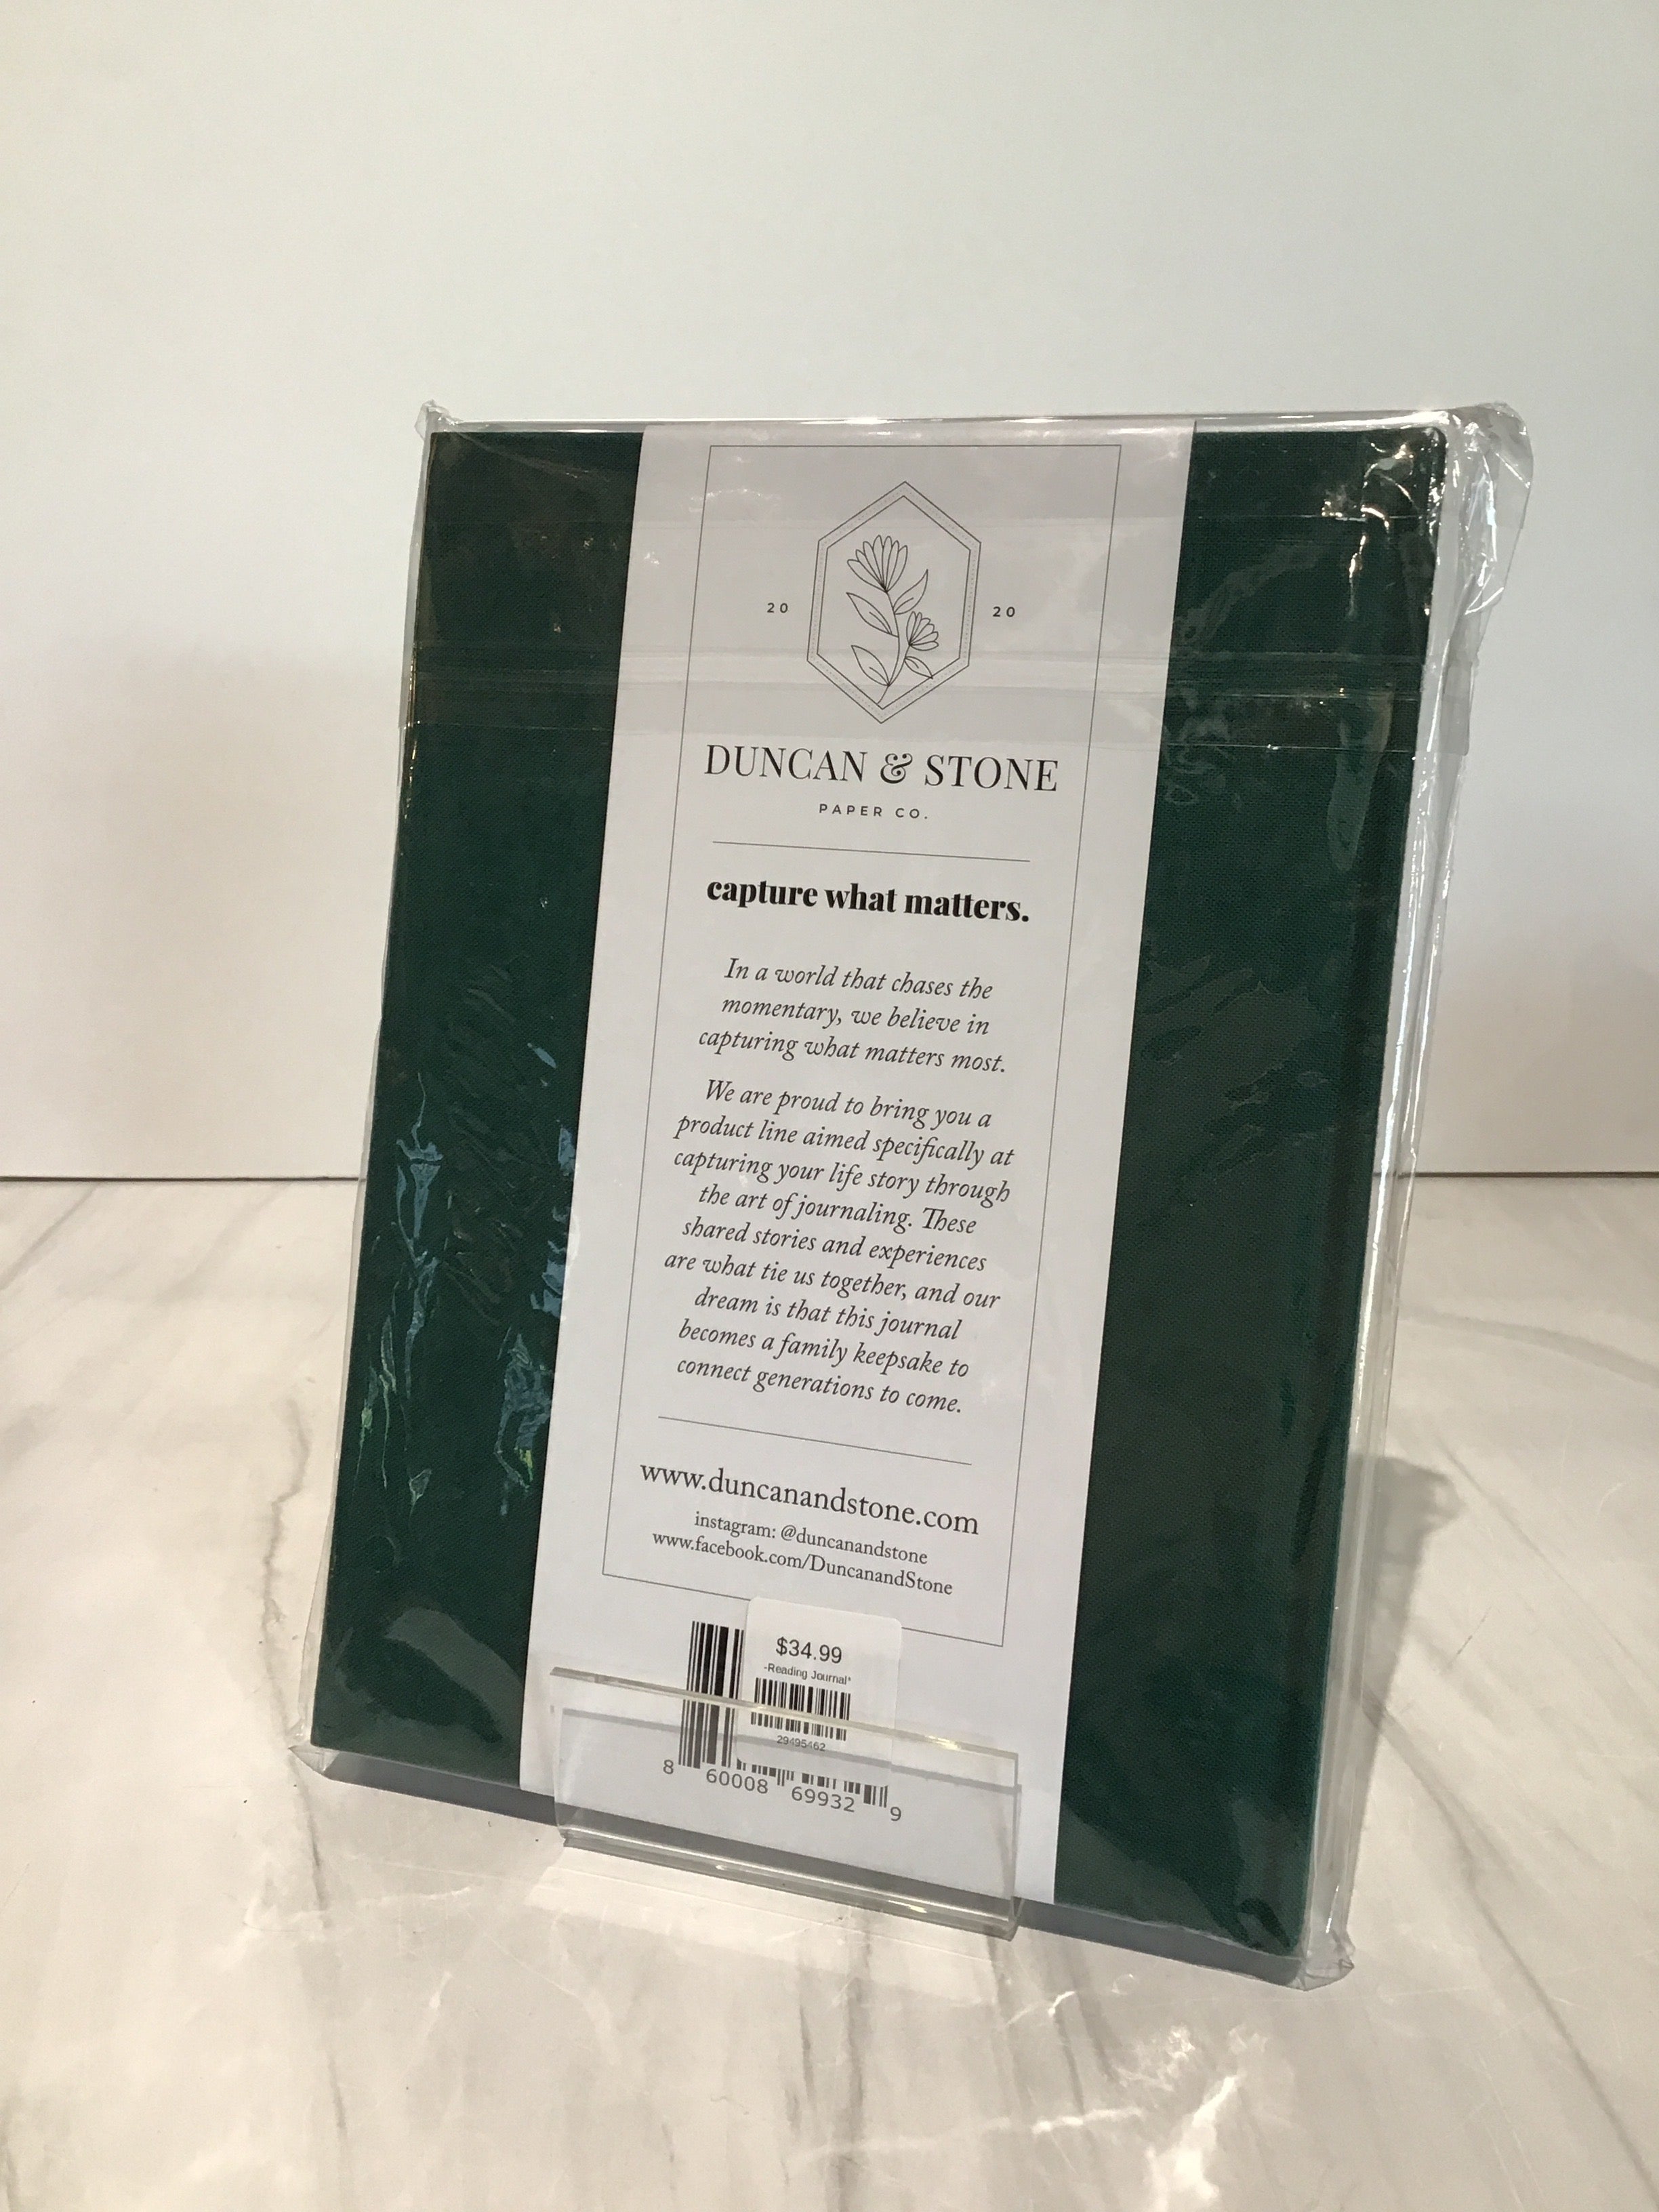 20 20
DUNCAN & STONE
PAPER CO.
capture what matters.
In a world that chases the
momentary, we believe in
capturing what matters most.
We are proud to bring you a
product line aimed specifically at
capturing your life story through
the art of journaling. These
shared stories and experiences
are what tie us together, and our
dream is that this journal
becomes a family keepsake to
connect generations to come.
www.duncanandstone.com
instagram: @duncanandstone
www.facebook.com/DuncanandStone
$34.99
-Reading Journal*
29495462
8 60008 69932 9